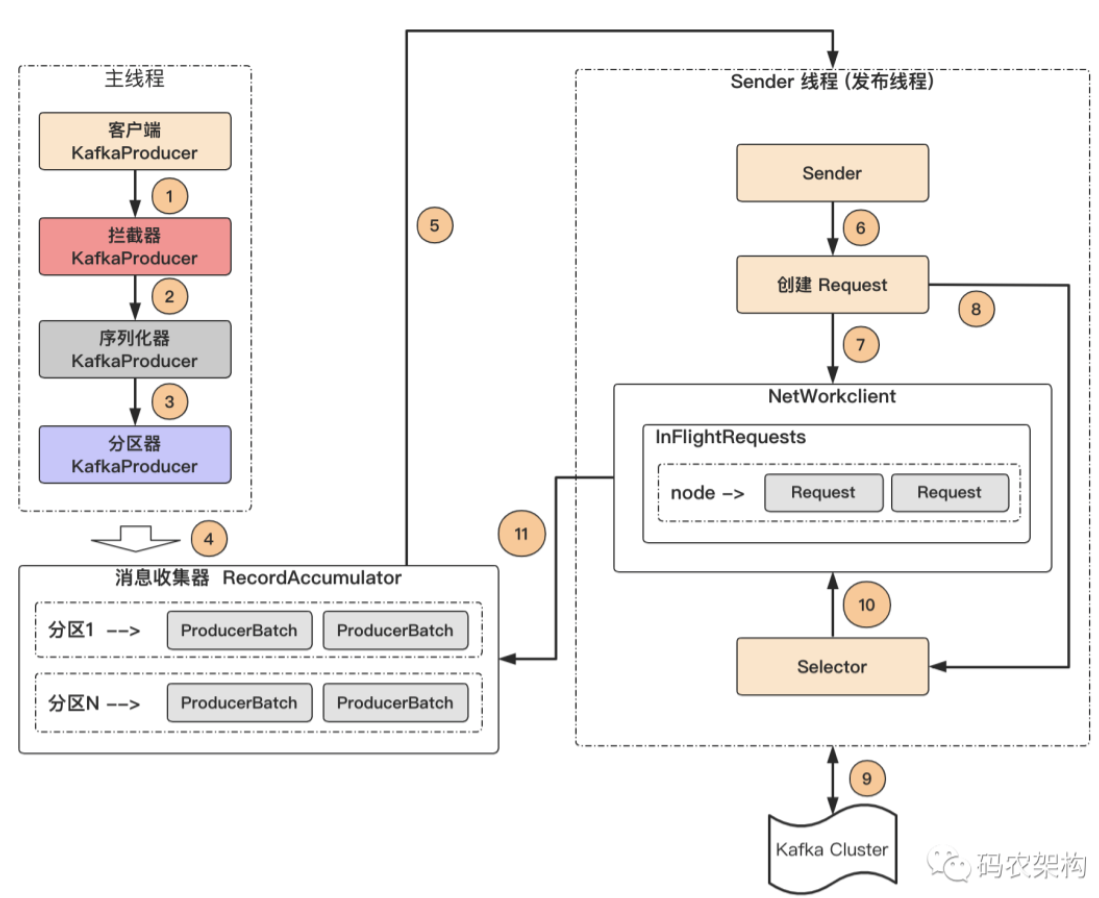 主线程
客户端
KafkaProducer
1
拦截器
KafkaProducer
2
序列化器
KafkaProducer
3
分区器
KafkaProducer
4
消息收集器 RecordAccumulator
分区1 --> ProducerBatch ProducerBatch
分区N --> ProducerBatch ProducerBatch
5
Sender 线程 (发布线程)
Sender
6
创建 Request
8
7
NetWorkclient
InFlightRequests
node -> Request Request
11
10
Selector
9
Kafka Cluster
码农架构